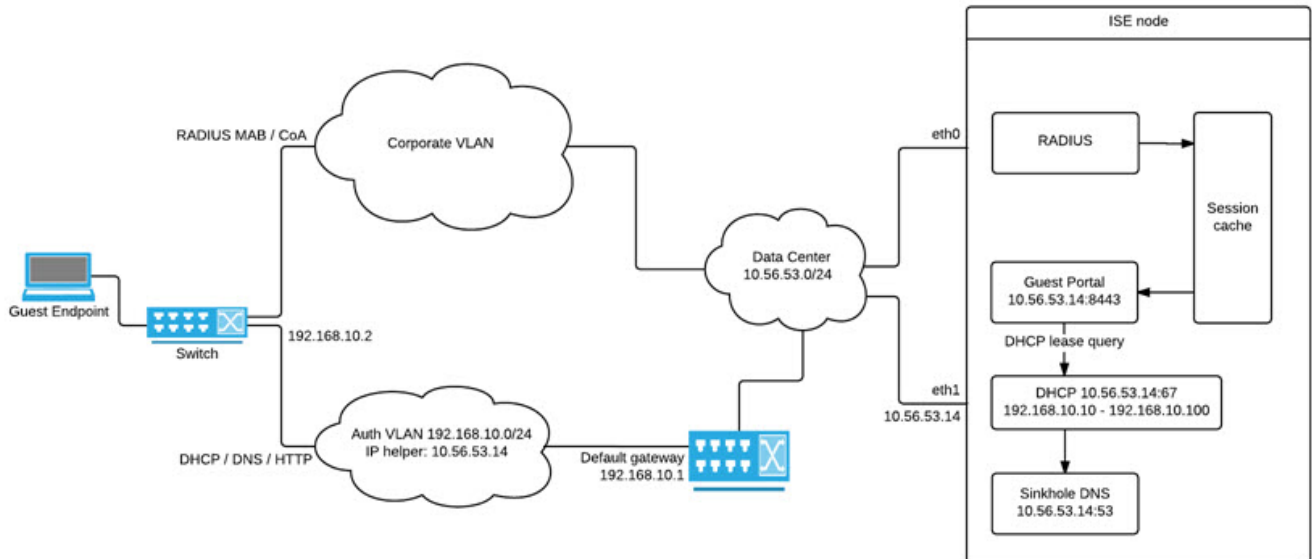 ISE node
RADIUS MAB / CoA
Corporate VLAN
eth0
RADIUS
Session
cache
Data Center
10.56.53.0/24
Guest Portal
10.56.53.14:8443
Guest Endpoint
192.168.10.2
Switch
DHCP lease query
eth1
10.56.53.14
DHCP 10.56.53.14:67
192.168.10.10 - 192.168.10.100
Auth VLAN 192.168.10.0/24
IP helper: 10.56.53.14
DHCP / DNS / HTTP
Default gateway
192.168.10.1
Sinkhole DNS
10.56.53.14:53